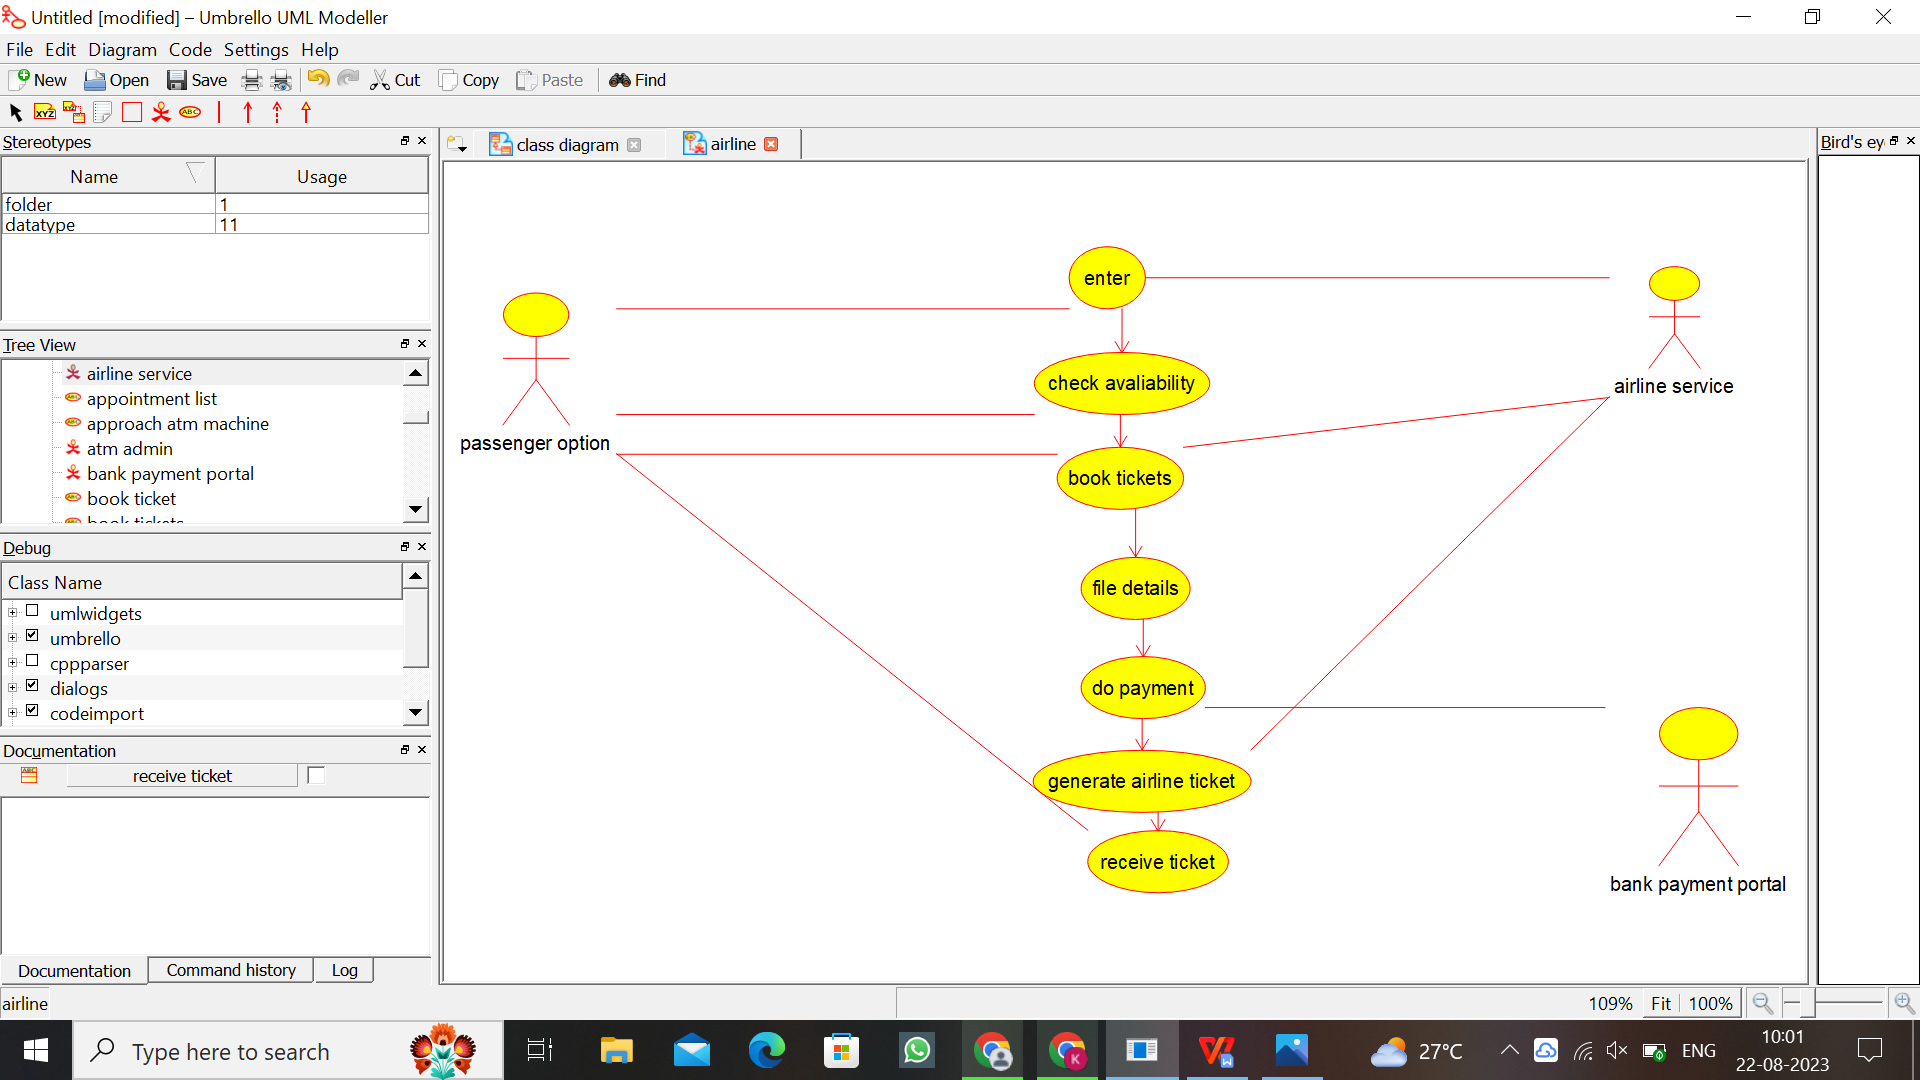 Untitled [modified] – Umbrello UML Modeller
File Edit Diagram Code Settings Help
New Open Save Cut Copy Paste Find
XYZ XYZ ABC
Stereotypes
Name Usage
folder 1
datatype 11
Tree View
airline service
appointment list
approach atm machine
atm admin
bank payment portal
book ticket
book tickets
Debug
Class Name
umlwidgets
umbrello
cppparser
dialogs
codeimport
Documentation
receive ticket
Documentation Command history Log
class diagram airline
enter
check avaliability
book tickets
file details
do payment
generate airline ticket
receive ticket
passenger option
airline service
bank payment portal
Bird's ey
airline
109% Fit 100%
Type here to search
27°C
ENG
10:01
22-08-2023